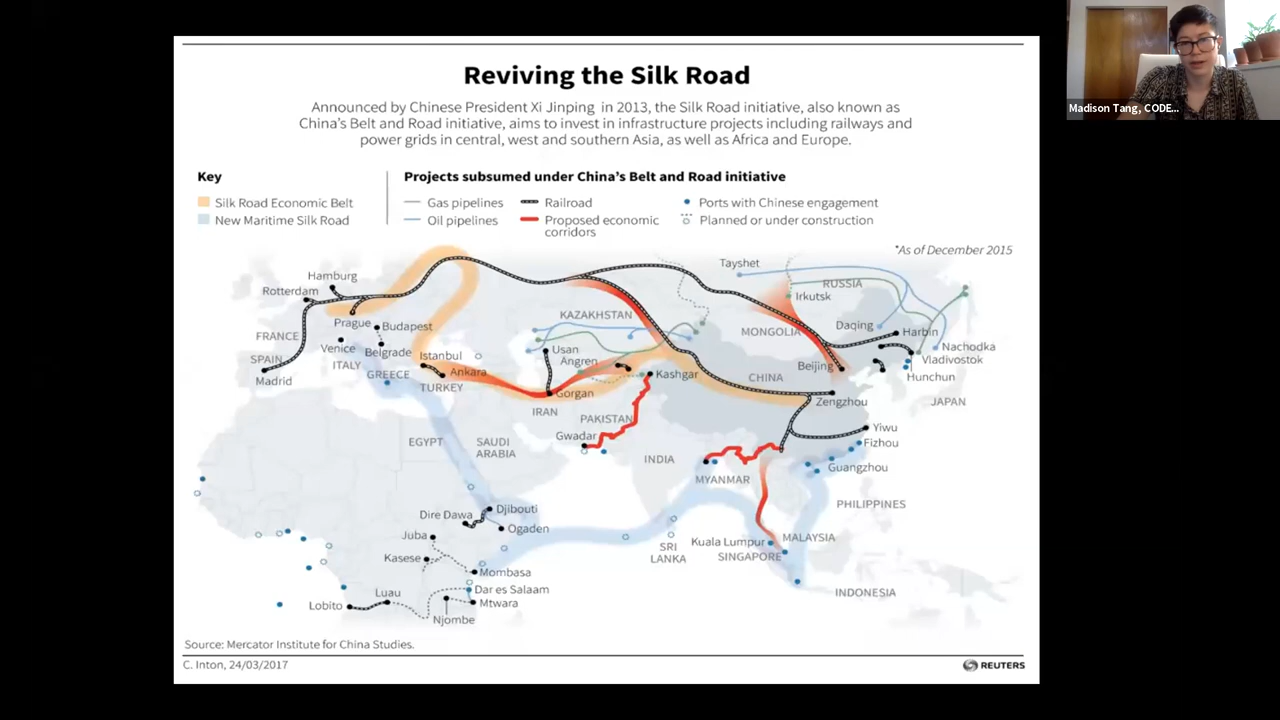 Reviving the Silk Road
Announced by Chinese President Xi Jinping in 2013, the Silk Road initiative, also known as
China's Belt and Road initiative, aims to invest in infrastructure projects including railways and
power grids in central, west and southern Asia, as well as Africa and Europe.
Key
Silk Road Economic Belt
New Maritime Silk Road
Projects subsumed under China's Belt and Road initiative
Gas pipelines
Oil pipelines
Railroad
Proposed economic
corridors
Ports with Chinese engagement
Planned or under construction
*As of December 2015
Hamburg
Rotterdam
Prague
Budapest
FRANCE
Venice
Belgrade
SPAIN
ITALY
Madrid
GREECE
Istanbul
Ankara
TURKEY
KAZAKHSTAN
Usan
Angren
Gorgan
Kashgar
IRAN
PAKISTAN
Gwadar
Tayshet
RUSSIA
Irkutsk
MONGOLIA
Daqing
Harbin
Nachodka
Vladivostok
Beijing
Hunchun
CHINA
JAPAN
Zengzhou
Yiwu
Fizhou
Guangzhou
EGYPT
SAUDI
ARABIA
INDIA
MYANMAR
PHILIPPINES
Djibouti
Dire Dawa
Ogaden
Juba
Kasese
Mombasa
SRI
LANKA
Kuala Lumpur
MALAYSIA
SINGAPORE
INDONESIA
Dar es Salaam
Luau
Lobito
Mtwara
Njombe
Source: Mercator Institute for China Studies.
C. Inton, 24/03/2017
REUTERS
Madison Tang, CODE...